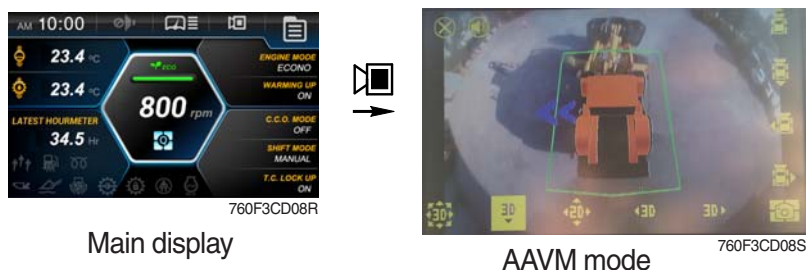 AM 10:00
23.4 °C
ECO
ENGINE MODE
ECONO
23.4 °C
800 rpm
WARMING UP
ON
LATEST HOURMETER
34.5 Hr
C.C.O. MODE
OFF
SHIFT MODE
MANUAL
T.C. LOCK UP
ON
760F3CD08R
Main display
3D
3D
2D
3D
3D
760F3CD08S
AAVM mode